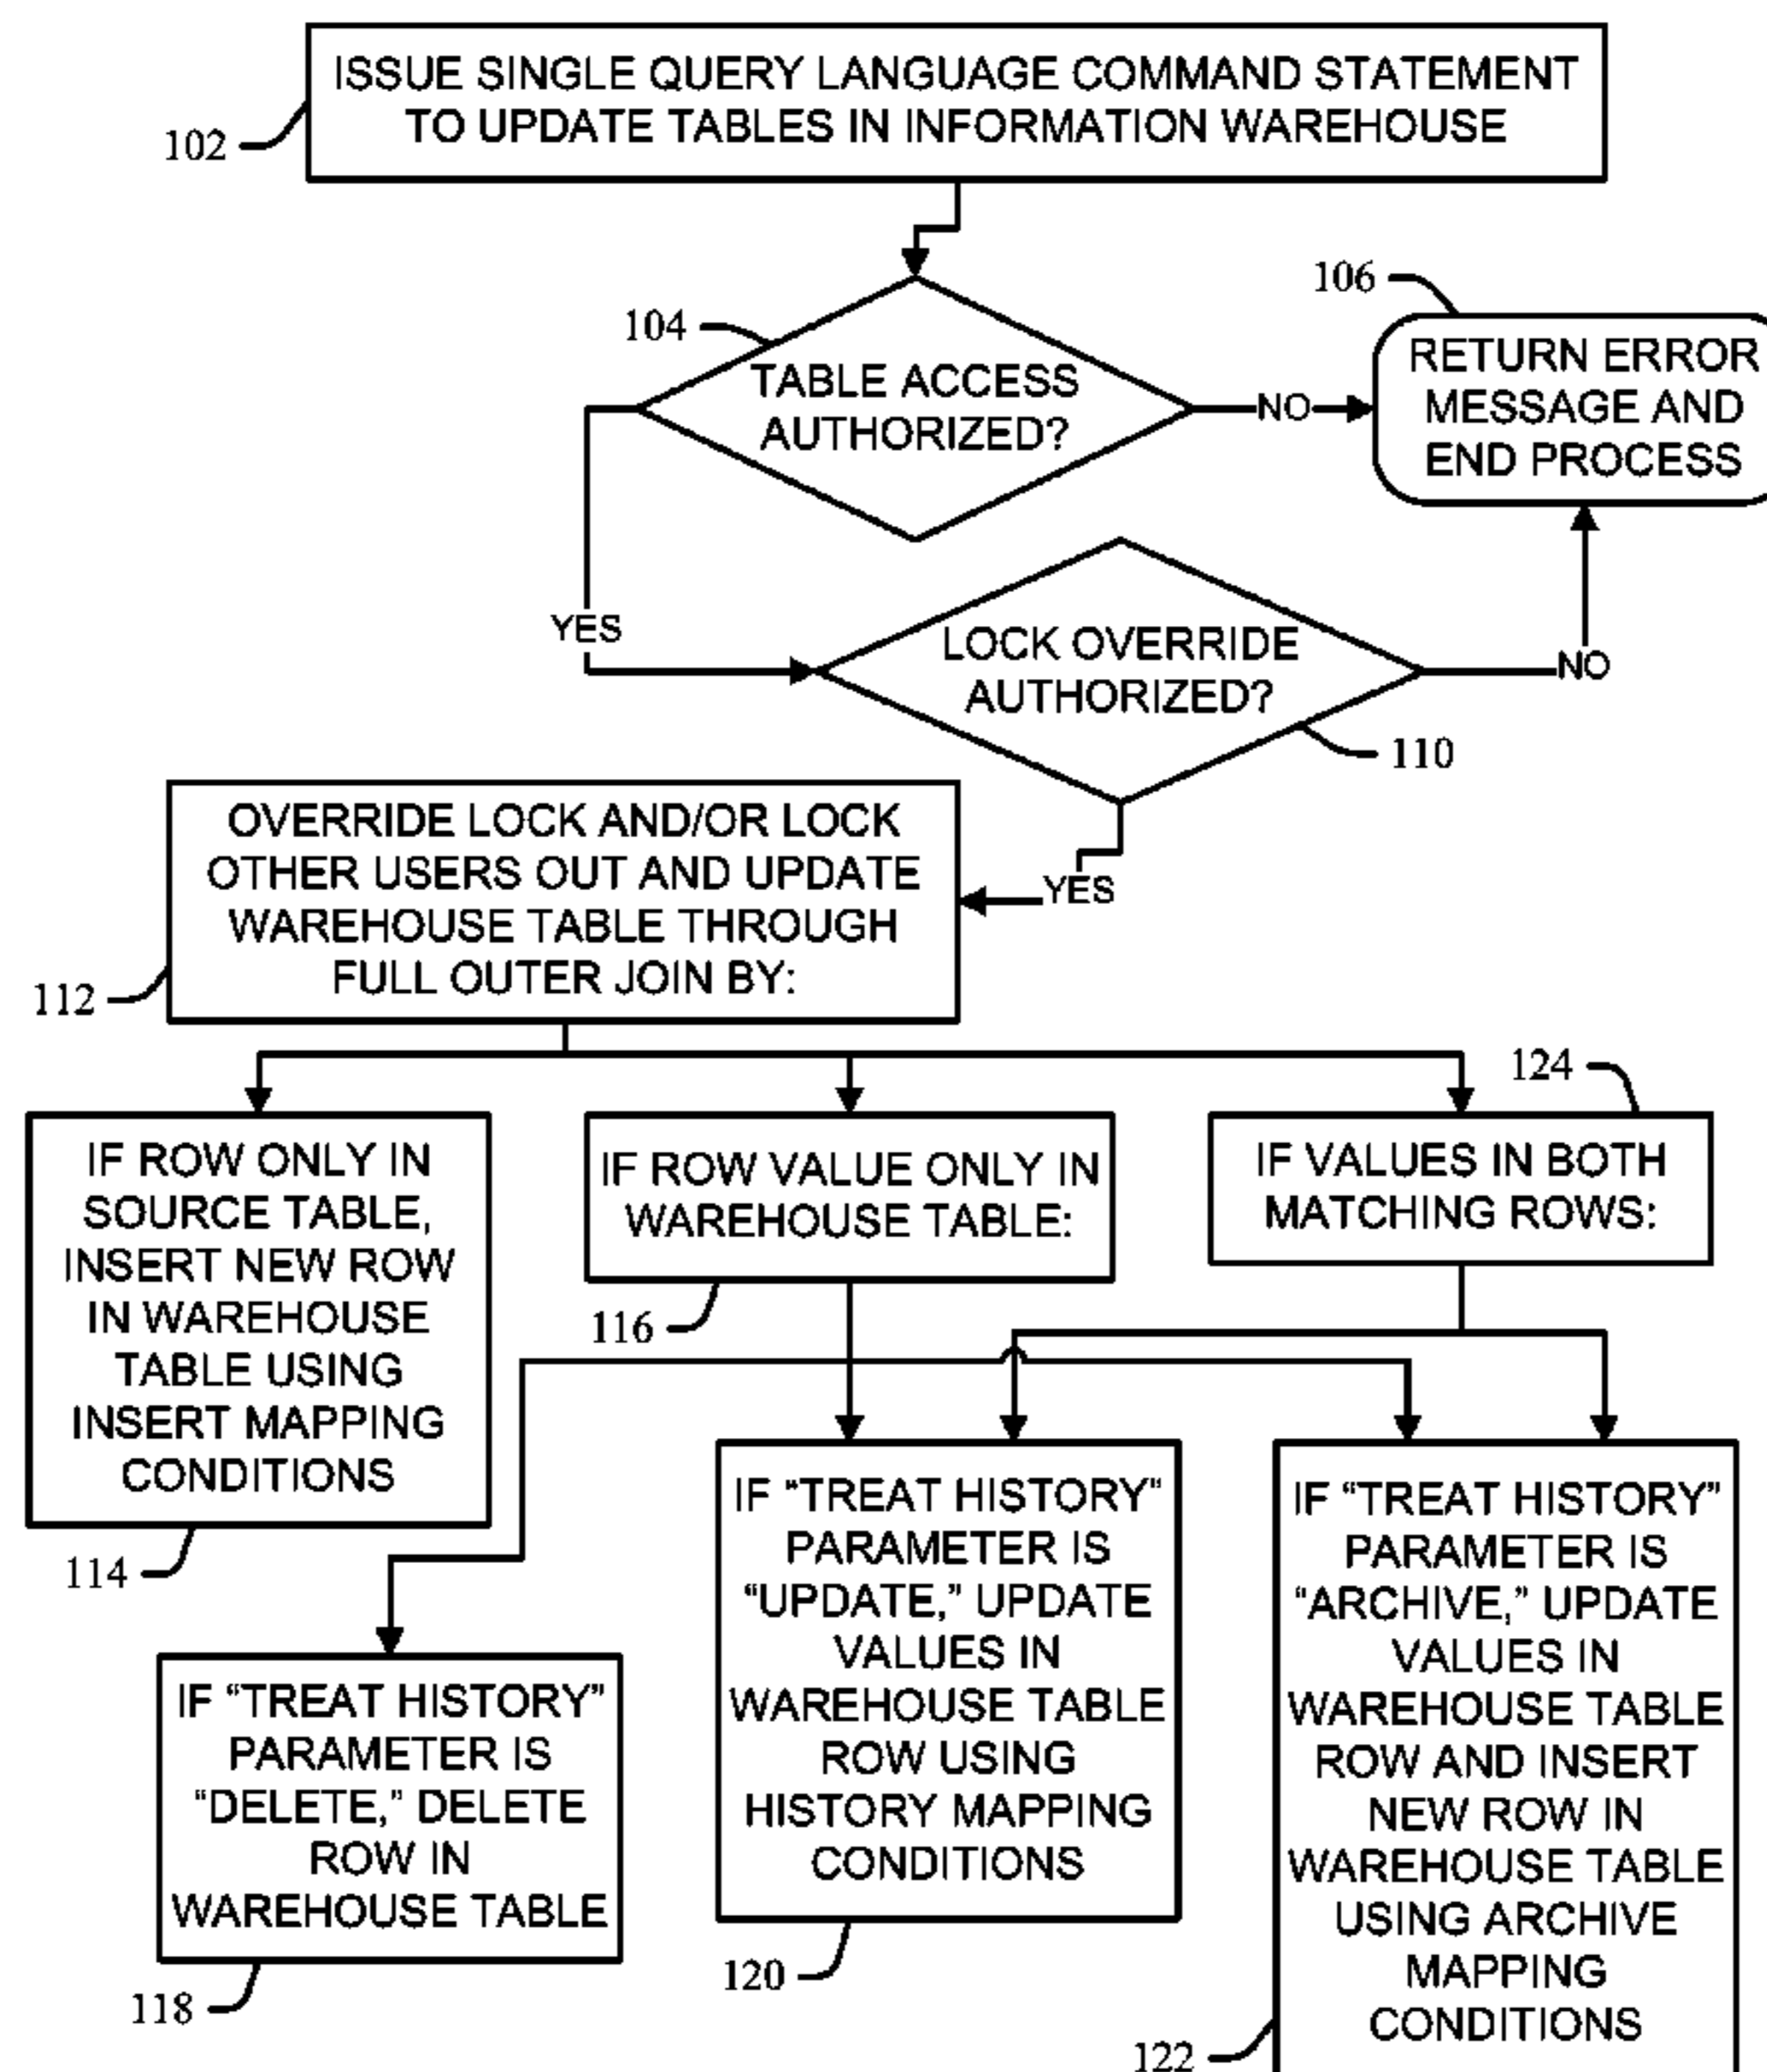 ISSUE SINGLE QUERY LANGUAGE COMMAND STATEMENT
TO UPDATE TABLES IN INFORMATION WAREHOUSE
102
104
TABLE ACCESS
AUTHORIZED?
NO
106
RETURN ERROR
MESSAGE AND
END PROCESS
YES
LOCK OVERRIDE
AUTHORIZED?
NO
110
YES
OVERRIDE LOCK AND/OR LOCK
OTHER USERS OUT AND UPDATE
WAREHOUSE TABLE THROUGH
FULL OUTER JOIN BY:
112
IF ROW ONLY IN
SOURCE TABLE,
INSERT NEW ROW
IN WAREHOUSE
TABLE USING
INSERT MAPPING
CONDITIONS
114
IF ROW VALUE ONLY IN
WAREHOUSE TABLE:
116
124
IF VALUES IN BOTH
MATCHING ROWS:
IF “TREAT HISTORY”
PARAMETER IS
“DELETE,” DELETE
ROW IN
WAREHOUSE TABLE
118
IF “TREAT HISTORY”
PARAMETER IS
“UPDATE,” UPDATE
VALUES IN
WAREHOUSE TABLE
ROW USING
HISTORY MAPPING
CONDITIONS
120
IF “TREAT HISTORY”
PARAMETER IS
“ARCHIVE,” UPDATE
VALUES IN
WAREHOUSE TABLE
ROW AND INSERT
NEW ROW IN
WAREHOUSE TABLE
USING ARCHIVE
MAPPING
CONDITIONS
122